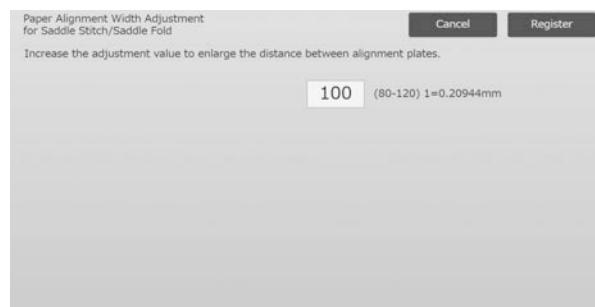 Paper Alignment Width Adjustment
for Saddle Stitch/Saddle Fold
Cancel
Register
Increase the adjustment value to enlarge the distance between alignment plates.
100 (80-120) 1=0.20944mm